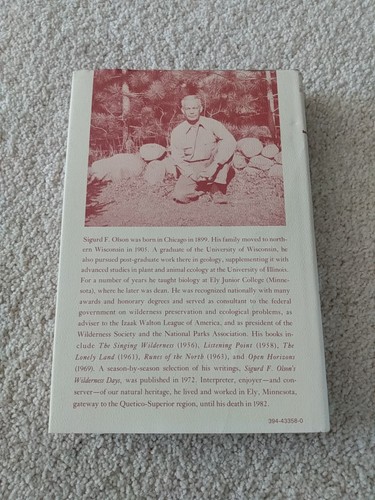 Sigurd F. Olson was born in Chicago in 1899. His family moved to north-
ern Wisconsin in 1905. A graduate of the University of Wisconsin, he
also pursued post-graduate work there in geology, supplementing it with
advanced studies in plant and animal ecology at the University of Illinois.
For a number of years he taught biology at Ely Junior College (Minne-
sota), where he later was dean. He was recognized nationally with many
awards and honorary degrees and served as consultant to the federal
government on wilderness preservation and ecological problems, as
adviser to the Izaak Walton League of America, and as president of the
Wilderness Society and the National Parks Association. His books in-
clude The Singing Wilderness (1956), Listening Point (1958), The
Lonely Land (1961), Runes of the North (1963), and Open Horizons
(1969). A season-by-season selection of his writings, Sigurd F. Olson's
Wilderness Days, was published in 1972. Interpreter, enjoyer—and con-
server—of our natural heritage, he lived and worked in Ely, Minnesota,
gateway to the Quetico-Superior region, until his death in 1982.
394-43358-0